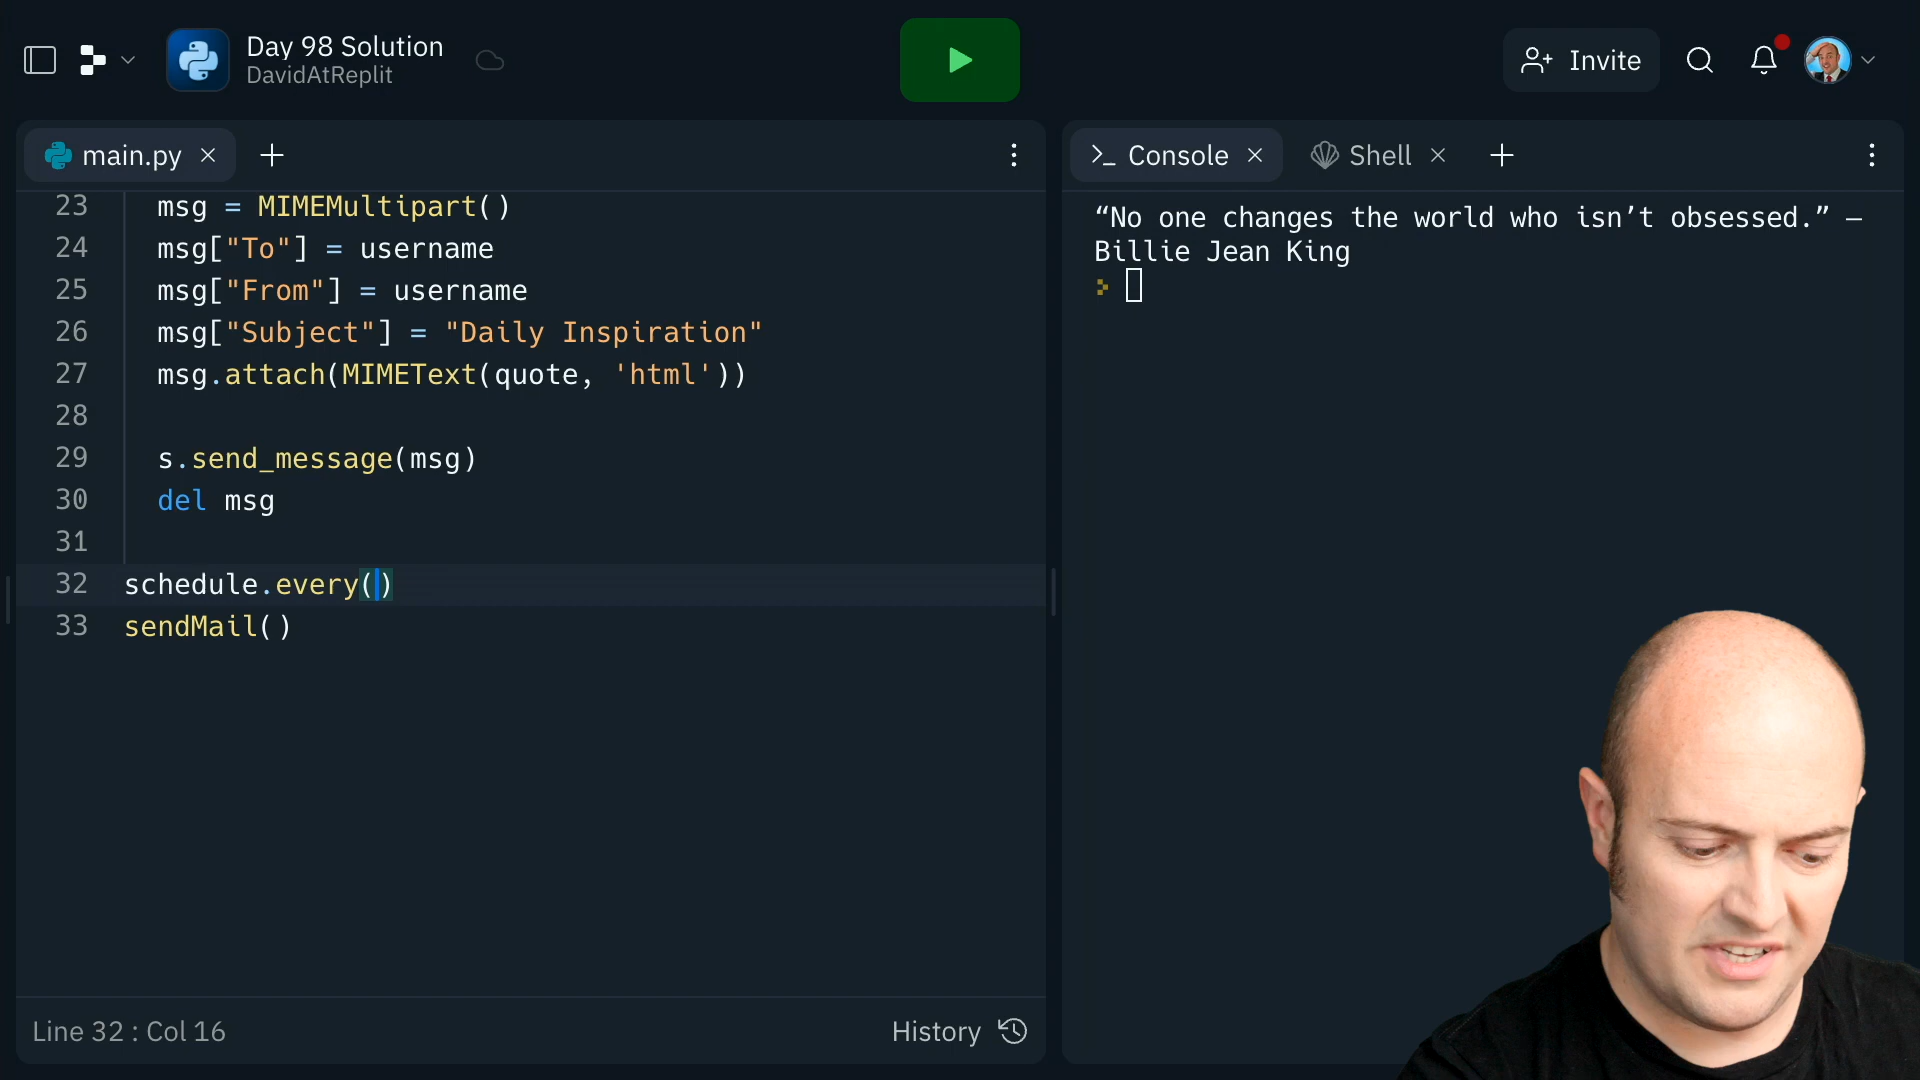 Day 98 Solution
DavidAtReplit
Invite
main.py
Console
Shell
23 msg = MIMEMultipart()
24 msg["To"] = username
25 msg["From"] = username
26 msg["Subject"] = "Daily Inspiration"
27 msg.attach(MIMEText(quote, 'html'))
28
29 s.send_message(msg)
30 del msg
31
32 schedule.every()
33 sendMail()
Line 32 : Col 16
History
“No one changes the world who isn’t obsessed.” —
Billie Jean King